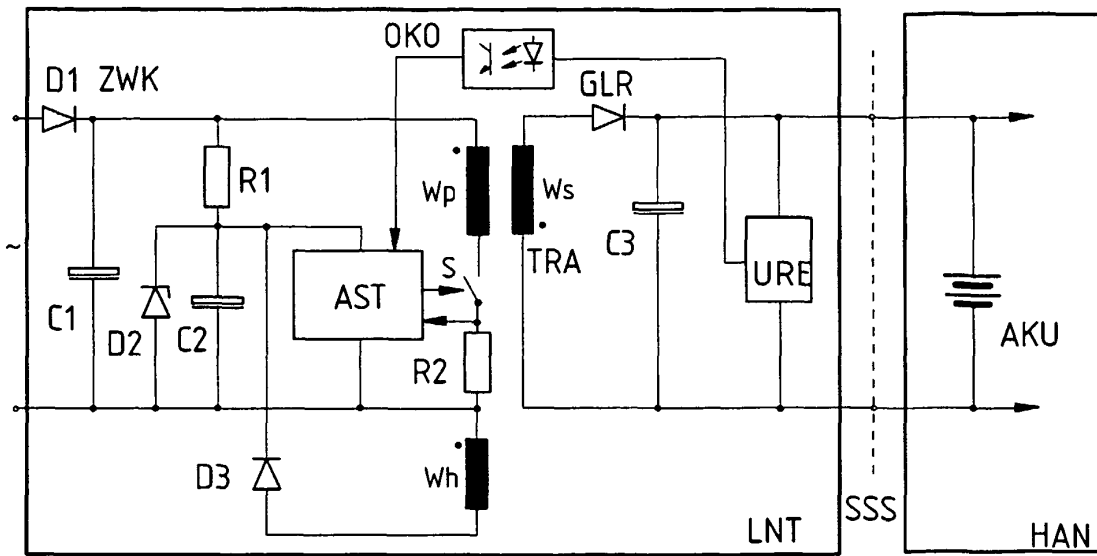 OKO
D1 ZWK
GLR
R1
Wp
Ws
~
S
TRA
C3
URE
C1
D2
C2
AST
R2
AKU
D3
Wh
LNT
SSS
HAN